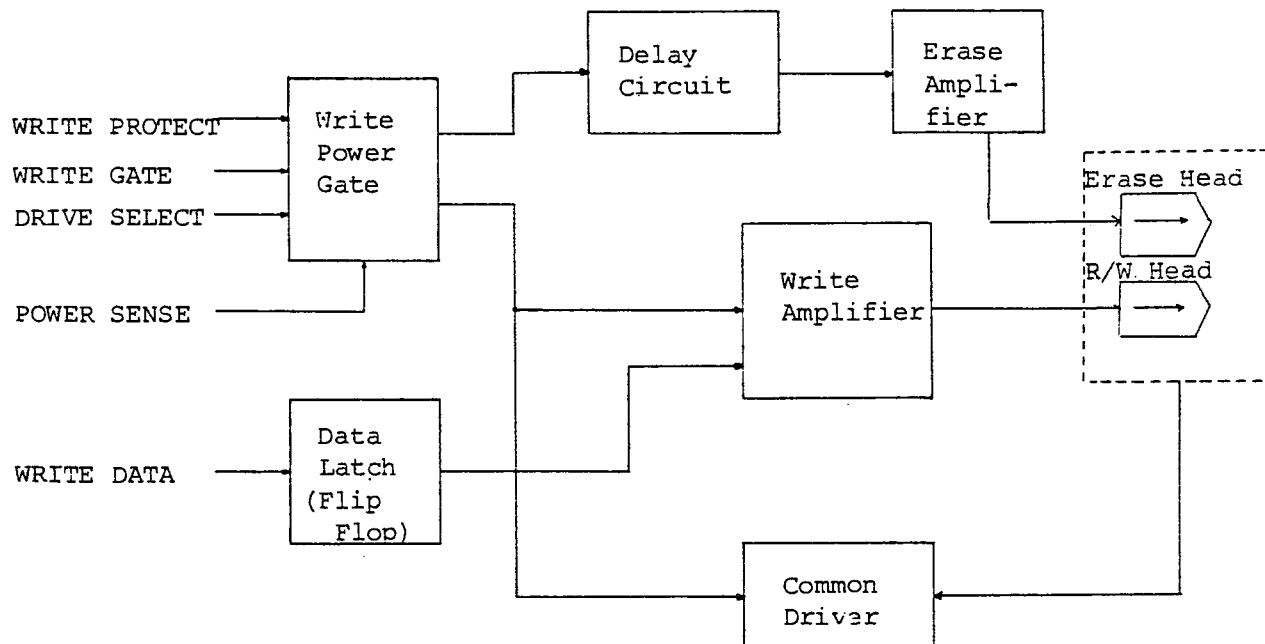 Delay
Circuit
Erase
Ampli-
fier
WRITE PROTECT
WRITE GATE
DRIVE SELECT
POWER SENSE
Write
Power
Gate
Erase Head
R/W Head
Write
Amplifier
WRITE DATA
Data
Latch
(Flip
Flop)
Common
Driver